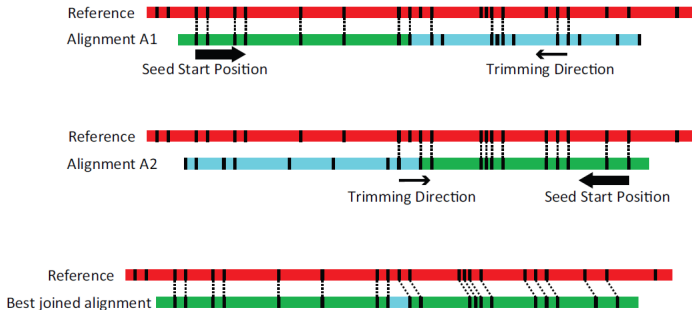 Reference
Alignment A1
Seed Start Position
Trimming Direction
Reference
Alignment A2
Trimming Direction
Seed Start Position
Reference
Best joined alignment